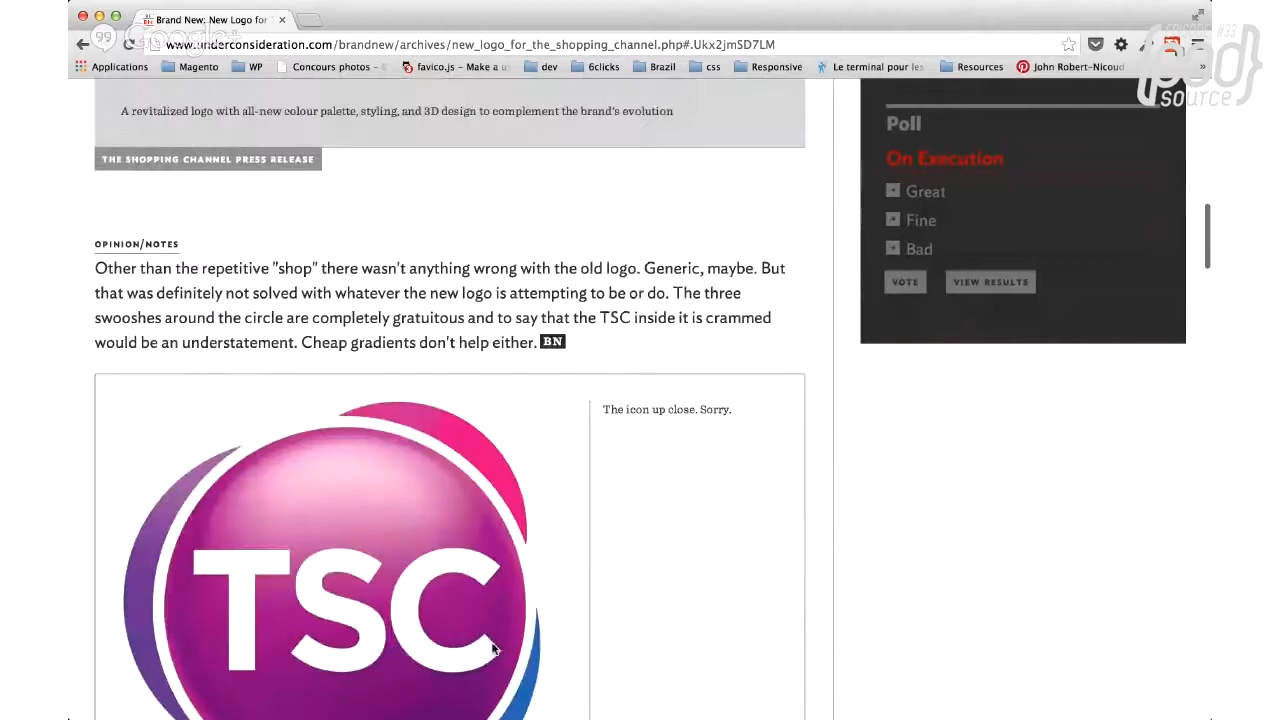 Brand New: New Logo for T
Google+
EPISODE #33
www.underconsideration.com/brandnew/archives/new_logo_for_the_shopping_channel.php#.Ukx2jmSD7LM
Applications Magento WP Concours photos - favico.js – Make a dev 6clicks Brazil css Responsive Le terminal pour les Resources John Robert-Nicoud »
{pod}
source
A revitalized logo with all-new colour palette, styling, and 3D design to complement the brand's evolution
THE SHOPPING CHANNEL PRESS RELEASE
OPINION/NOTES
Other than the repetitive "shop" there wasn't anything wrong with the old logo. Generic, maybe. But
that was definitely not solved with whatever the new logo is attempting to be or do. The three
swooshes around the circle are completely gratuitous and to say that the TSC inside it is crammed
would be an understatement. Cheap gradients don't help either. BN
The icon up close. Sorry.
TSC
Poll
On Execution
Great
Fine
Bad
VOTE VIEW RESULTS